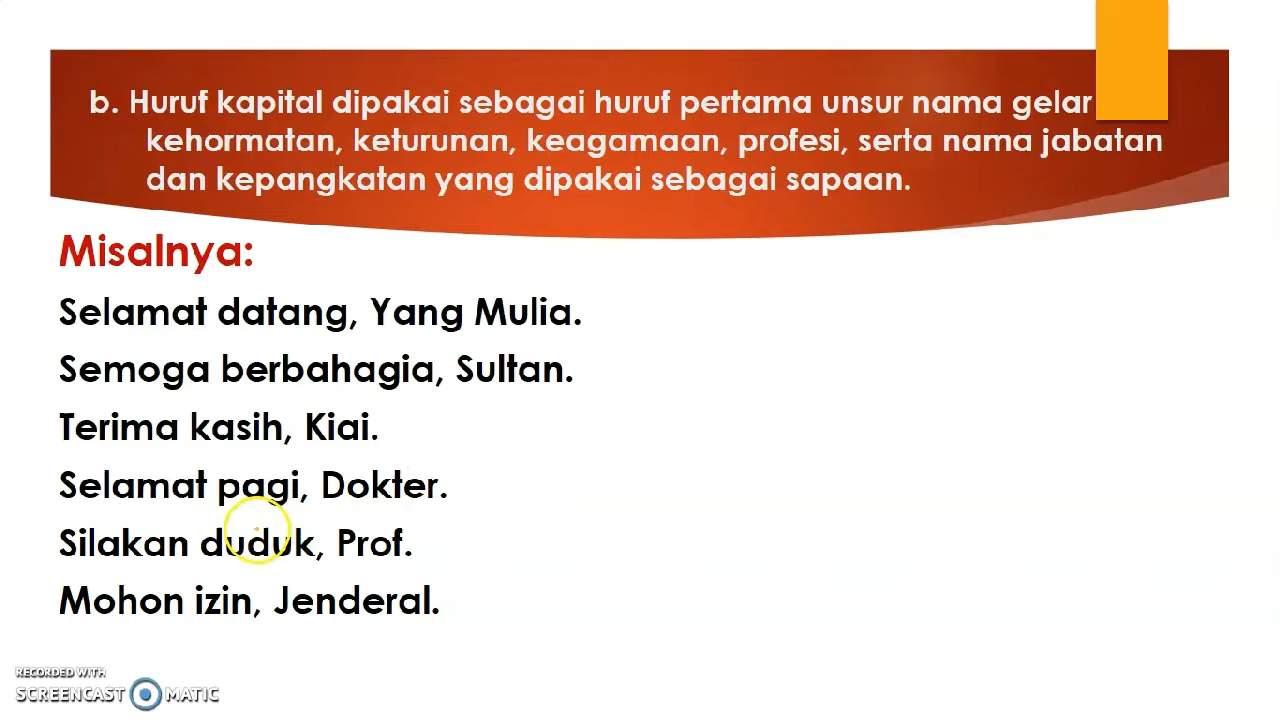 b. Huruf kapital dipakai sebagai huruf pertama unsur nama gelar
kehormatan, keturunan, keagamaan, profesi, serta nama jabatan
dan kepangkatan yang dipakai sebagai sapaan.
Misalnya:
Selamat datang, Yang Mulia.
Semoga berbahagia, Sultan.
Terima kasih, Kiai.
Selamat pagi, Dokter.
Silakan duduk, Prof.
Mohon izin, Jenderal.
RECORDED WITH
SCREENCAST MATIC